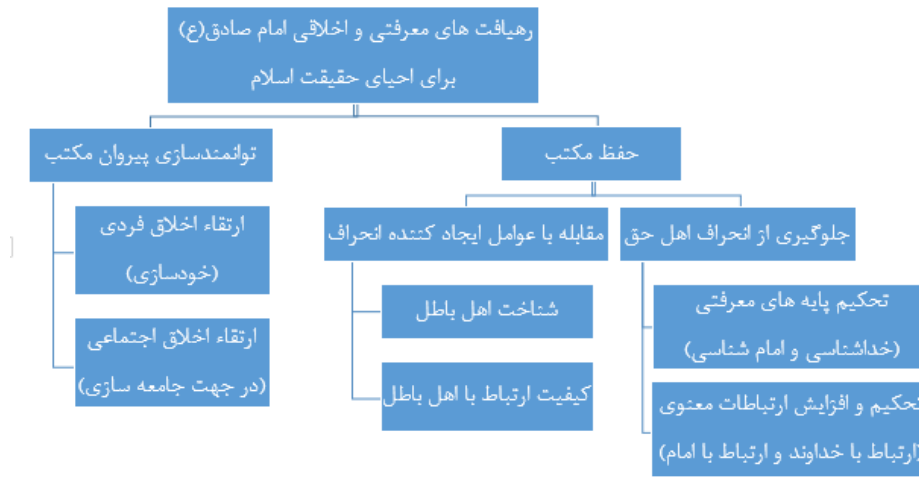 رهیافت های معرفتی و اخلاقی امام صادق(ع)
برای احیای حقیقت اسلام
حفظ مکتب
توانمندسازی پیروان مکتب
جلوگیری از انحراف اهل حق
مقابله با عوامل ایجاد کننده انحراف
تحکیم پایه های معرفتی
(خداشناسی و امام شناسی)
تحکیم و افزایش ارتباطات معنوی
(ارتباط با خداوند و ارتباط با امام)
شناخت اهل باطل
کیفیت ارتباط با اهل باطل
ارتقاء اخلاق فردی
(خودسازی)
ارتقاء اخلاق اجتماعی
(در جهت جامعه سازی)